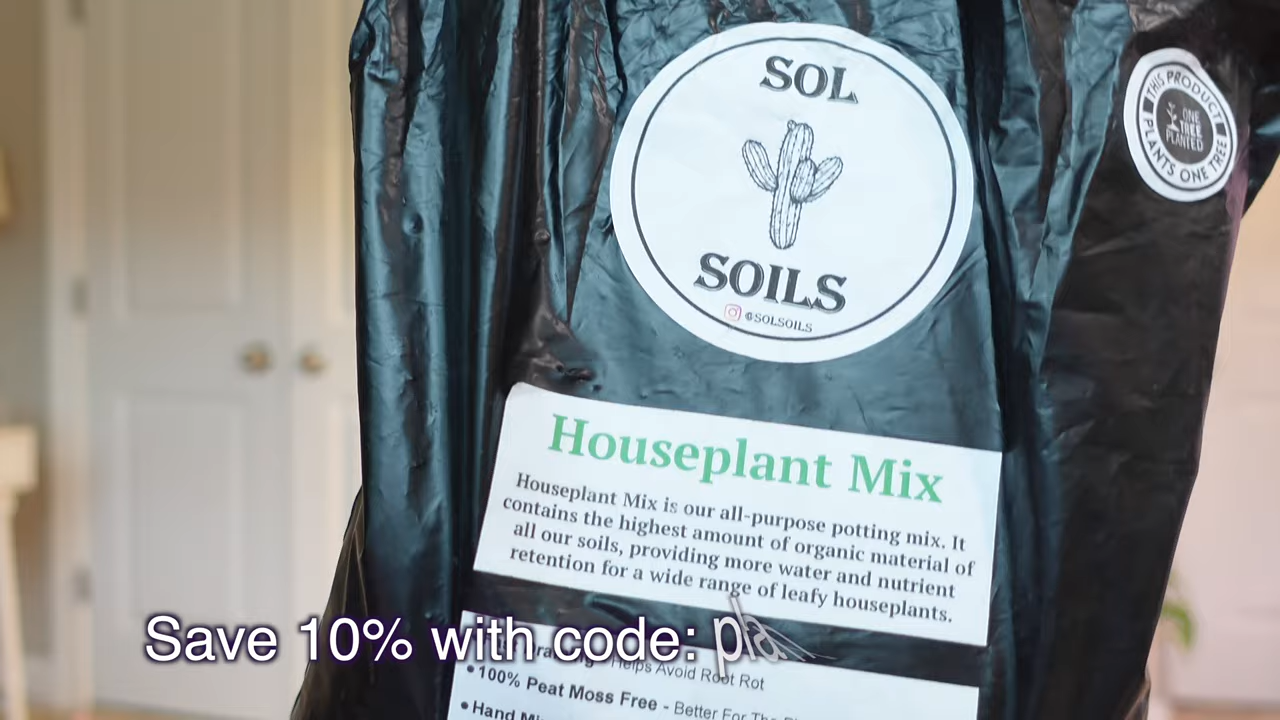 SOL
SOILS
@SOLSOILS
THIS PRODUCT
PLANTS ONE TREE
ONE
TREE
PLANTED
Houseplant Mix
Houseplant Mix is our all-purpose potting mix. It
contains the highest amount of organic material of
all our soils, providing more water and nutrient
retention for a wide range of leafy houseplants.
Save 10% with code: pla
Helps Avoid Root Rot
• 100% Peat Moss Free - Better For The
• Hand